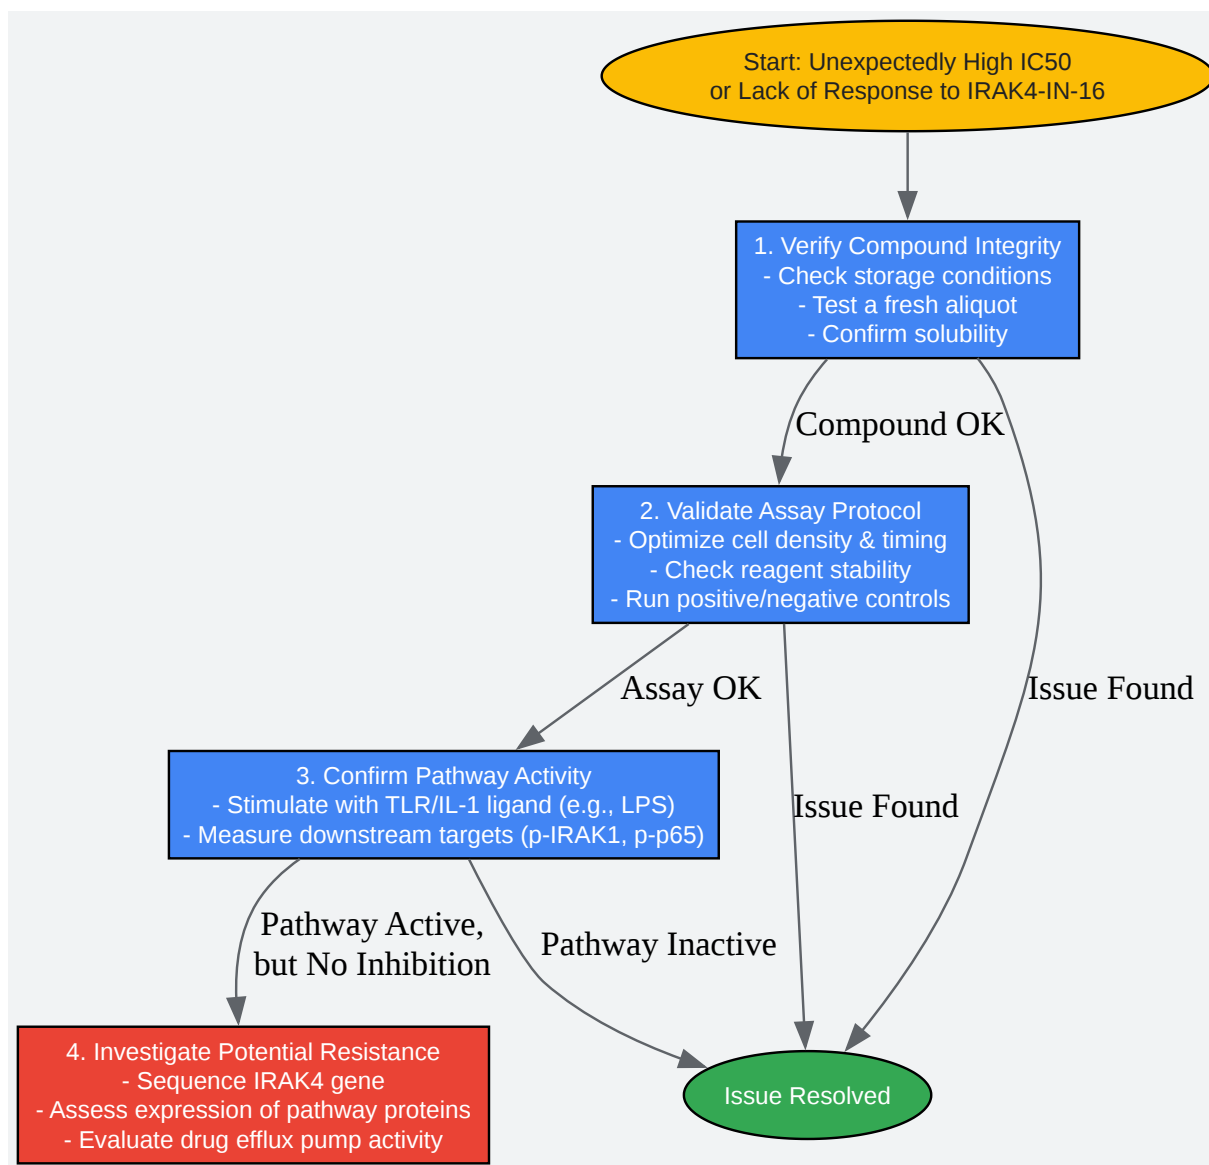 Start: Unexpectedly High IC50
or Lack of Response to IRAK4-IN-16
1. Verify Compound Integrity
- Check storage conditions
- Test a fresh aliquot
- Confirm solubility
Compound OK
2. Validate Assay Protocol
- Optimize cell density & timing
- Check reagent stability
- Run positive/negative controls
Assay OK
Issue Found
3. Confirm Pathway Activity
- Stimulate with TLR/IL-1 ligand (e.g., LPS)
- Measure downstream targets (p-IRAK1, p-p65)
Issue Found
Pathway Active,
but No Inhibition
Pathway Inactive
4. Investigate Potential Resistance
- Sequence IRAK4 gene
- Assess expression of pathway proteins
- Evaluate drug efflux pump activity
Issue Resolved